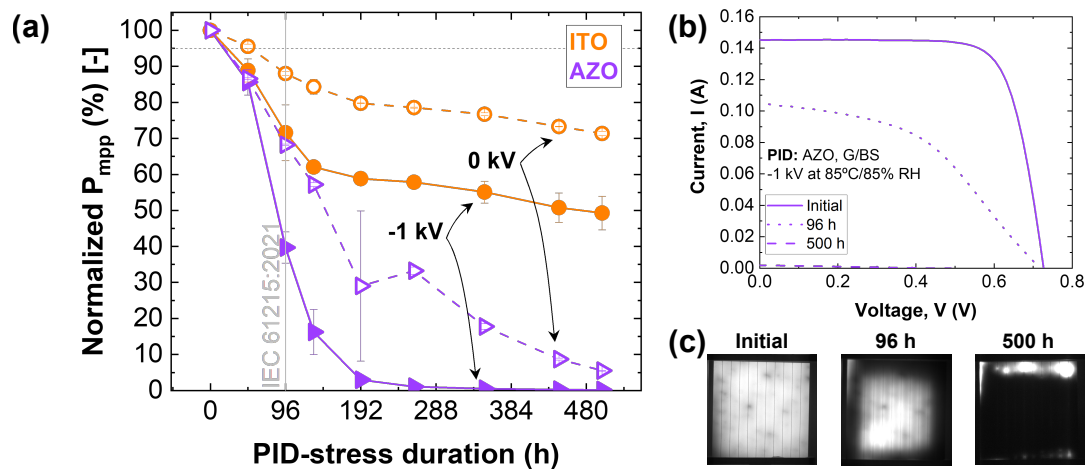 (a)
Normalized Pmpp (%) [-]
100
90
80
70
60
50
40
30
20
10
0
ITO
AZO
0 kV
-1 kV
IEC 61215:2021
0
96
192
288
384
480
PID-stress duration (h)
(b)
Current, I (A)
0.16
0.14
0.12
0.10
0.08
0.06
0.04
0.02
0.00
PID: AZO, G/BS
-1 kV at 85ºC/85% RH
Initial
96 h
500 h
0.0
0.2
0.4
0.6
0.8
Voltage, V (V)
(c)
Initial
96 h
500 h